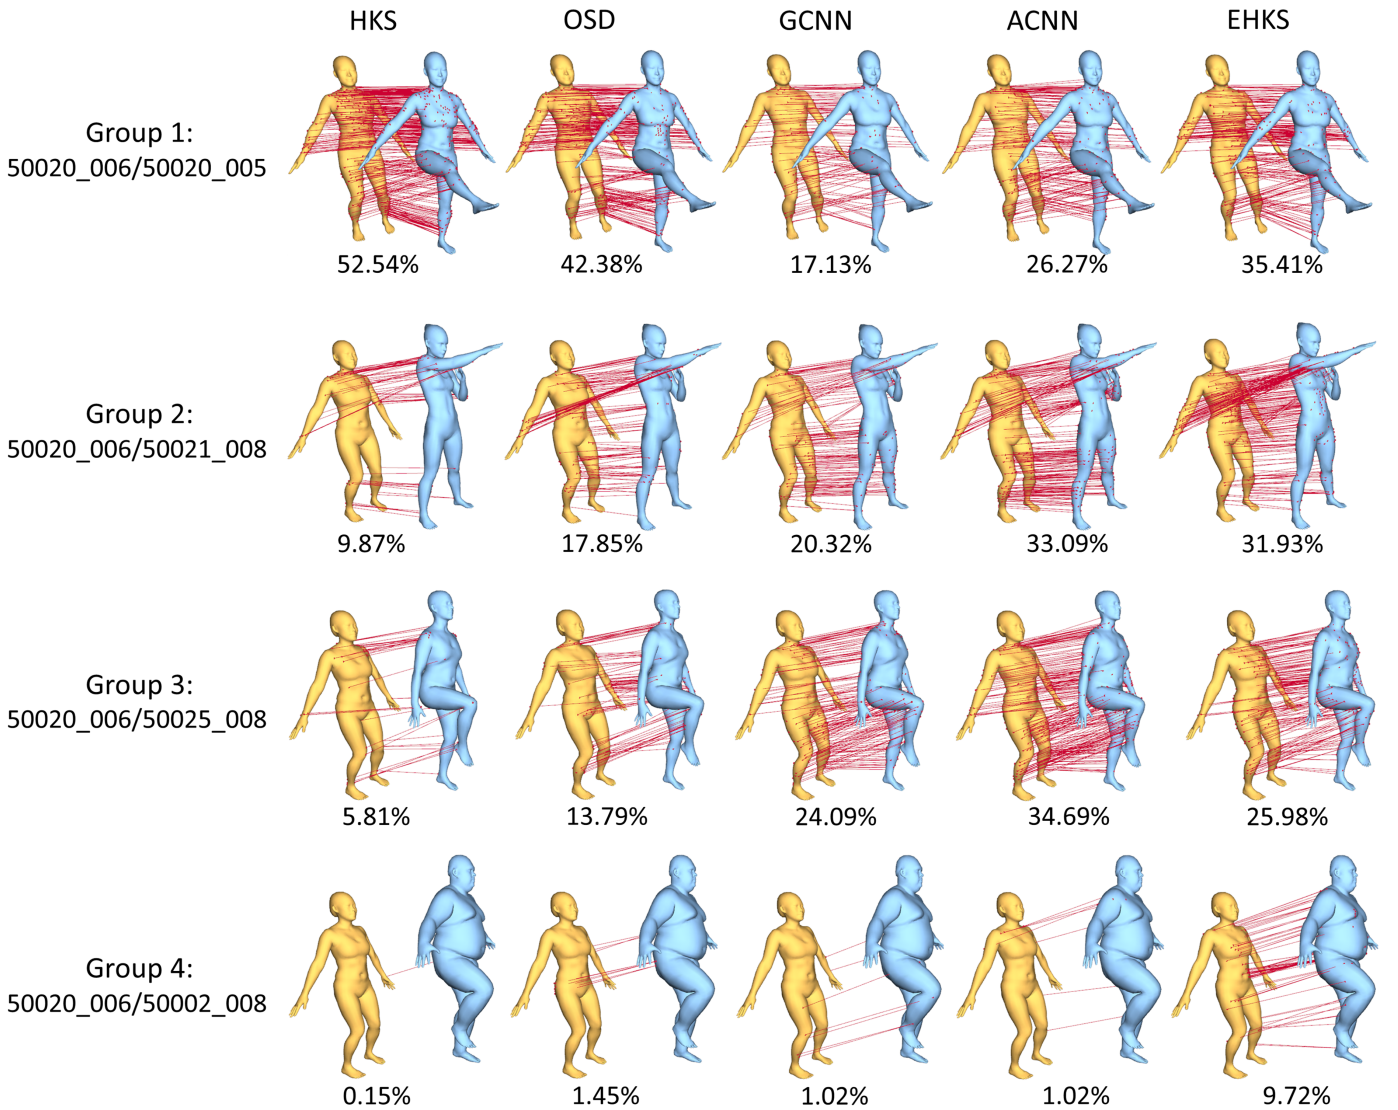 HKS OSD GCNN ACNN EHKS
Group 1:
50020_006/50020_005
52.54% 42.38% 17.13% 26.27% 35.41%
Group 2:
50020_006/50021_008
9.87% 17.85% 20.32% 33.09% 31.93%
Group 3:
50020_006/50025_008
5.81% 13.79% 24.09% 34.69% 25.98%
Group 4:
50020_006/50002_008
0.15% 1.45% 1.02% 1.02% 9.72%